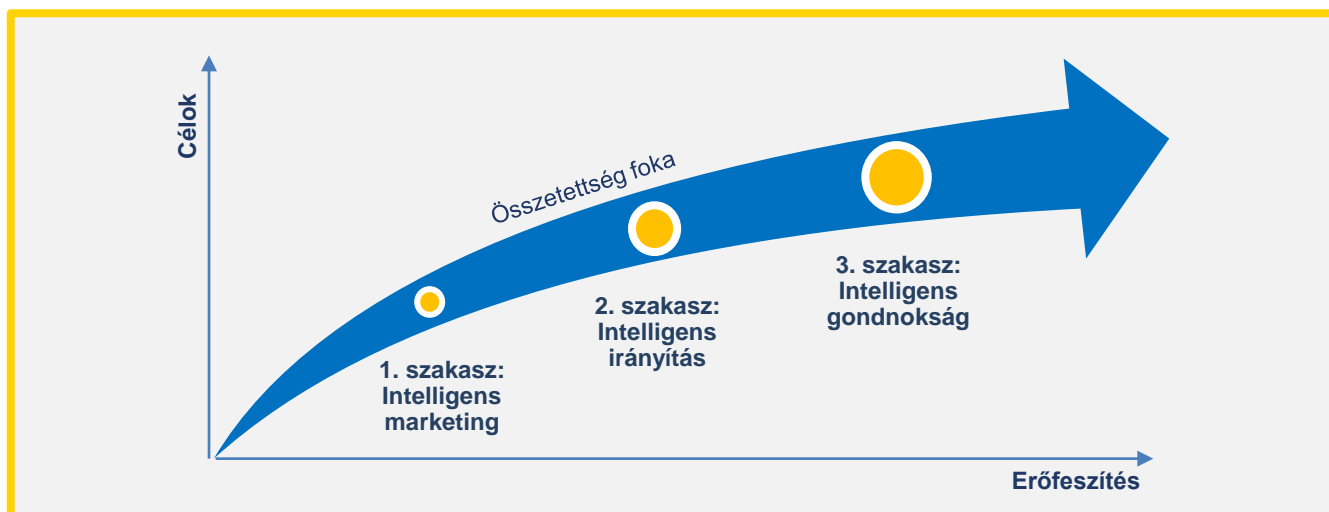 Célok
Összetettség foka
1. szakasz:
Intelligens
marketing
2. szakasz:
Intelligens
irányítás
3. szakasz:
Intelligens
gondnokság
Erőfeszítés